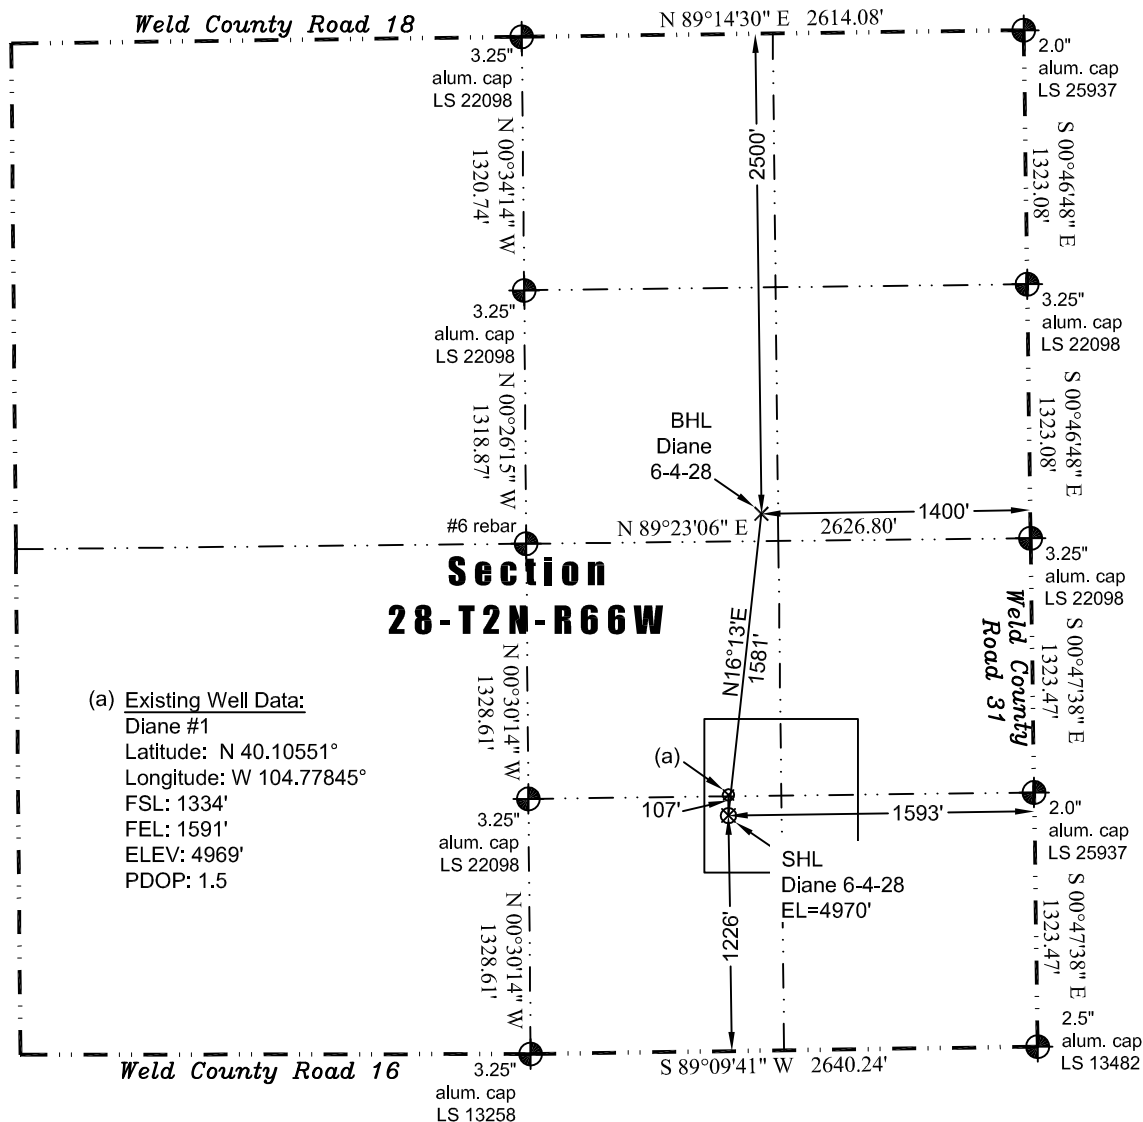 Weld County Road 18
N 89°14'30" E 2614.08'
3.25"
alum. cap
LS 22098
2.0"
alum. cap
LS 25937
N 00°34'14" W
1320.74'
2500'
S 00°46'48" E
1323.08'
3.25"
alum. cap
LS 22098
3.25"
alum. cap
LS 22098
N 00°26'15" W
1318.87'
S 00°46'48" E
1323.08'
BHL
Diane
6-4-28
1400'
#6 rebar
N 89°23'06" E 2626.80'
3.25"
alum. cap
LS 22098
Section
28-T2N-R66W
Weld County
Road 31
N16°13'E
1581'
N 00°30'14" W
1328.61'
S 00°47'38" E
1323.47'
(a) Existing Well Data:
Diane #1
Latitude: N 40.10551°
Longitude: W 104.77845°
FSL: 1334'
FEL: 1591'
ELEV: 4969'
PDOP: 1.5
(a)
107'
1593'
3.25"
alum. cap
LS 22098
2.0"
alum. cap
LS 25937
SHL
Diane 6-4-28
EL=4970'
1226'
N 00°30'14" W
1328.61'
S 00°47'38" E
1323.47'
2.5"
alum. cap
LS 13482
Weld County Road 16
S 89°09'41" W 2640.24'
3.25"
alum. cap
LS 13258